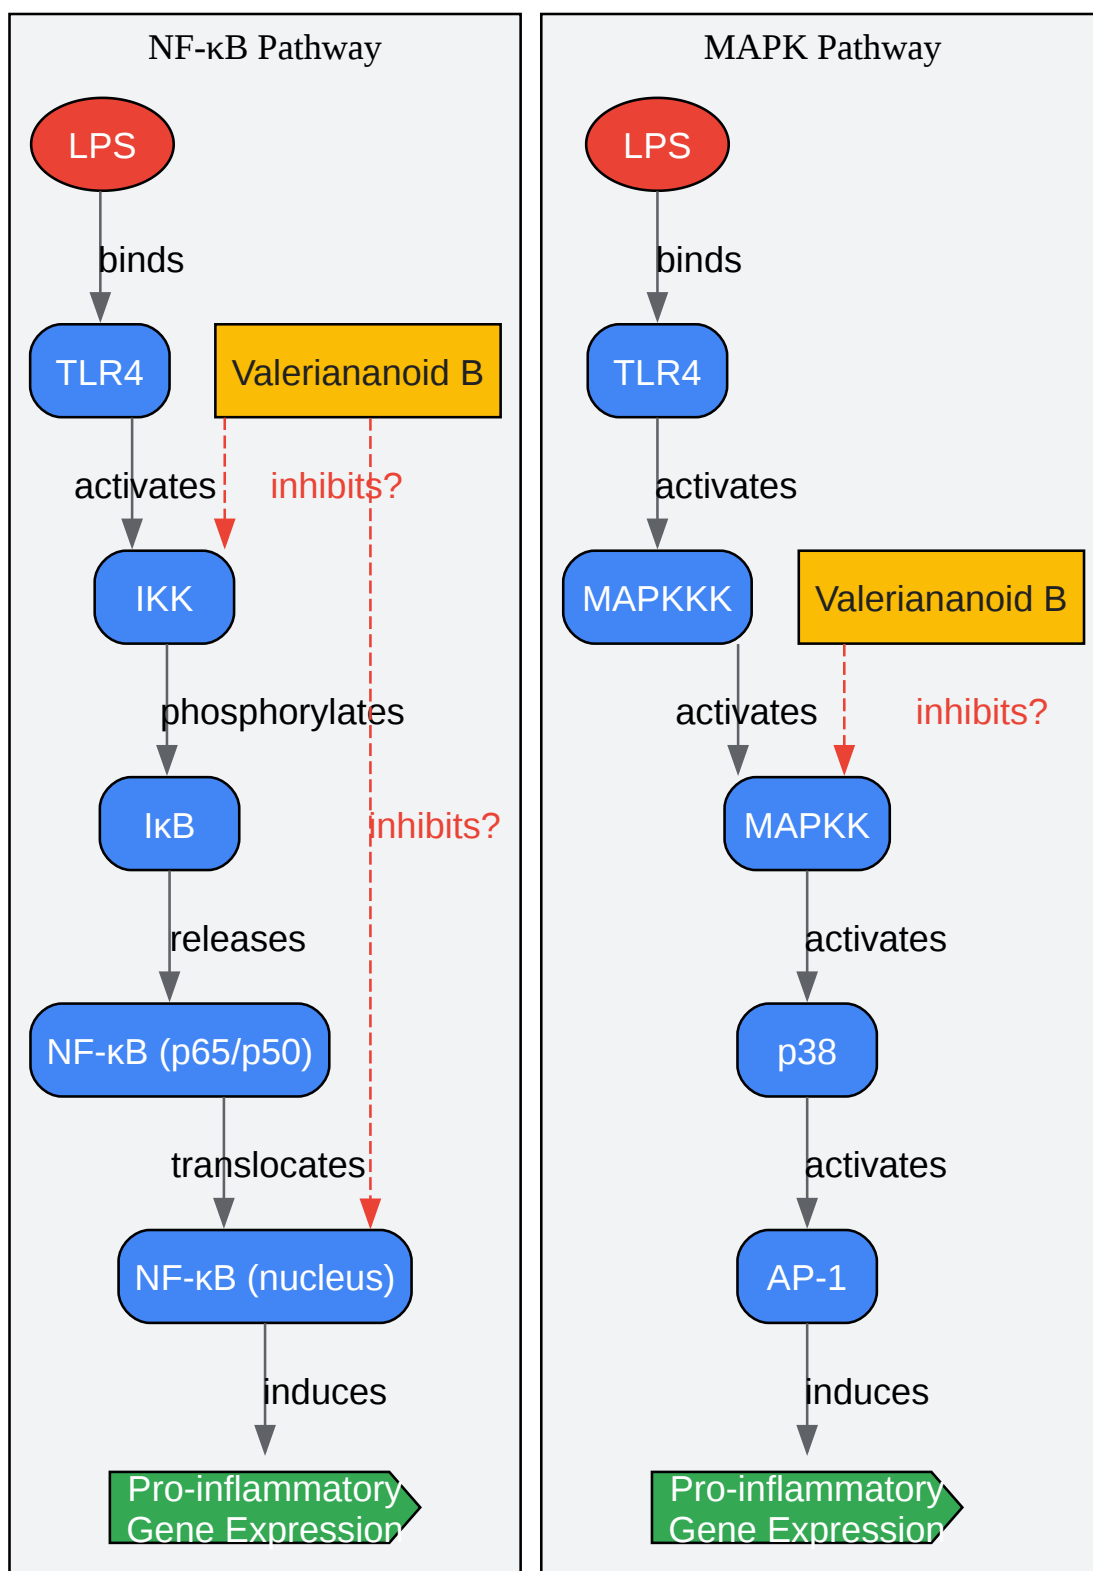 NF-κB Pathway
LPS
binds
TLR4
Valeriananoid B
activates
inhibits?
IKK
phosphorylates
IκB
inhibits?
releases
NF-κB (p65/p50)
translocates
NF-κB (nucleus)
induces
Pro-inflammatory
Gene Expression
MAPK Pathway
LPS
binds
TLR4
activates
MAPKKK
Valeriananoid B
activates
inhibits?
MAPKK
activates
p38
activates
AP-1
induces
Pro-inflammatory
Gene Expression